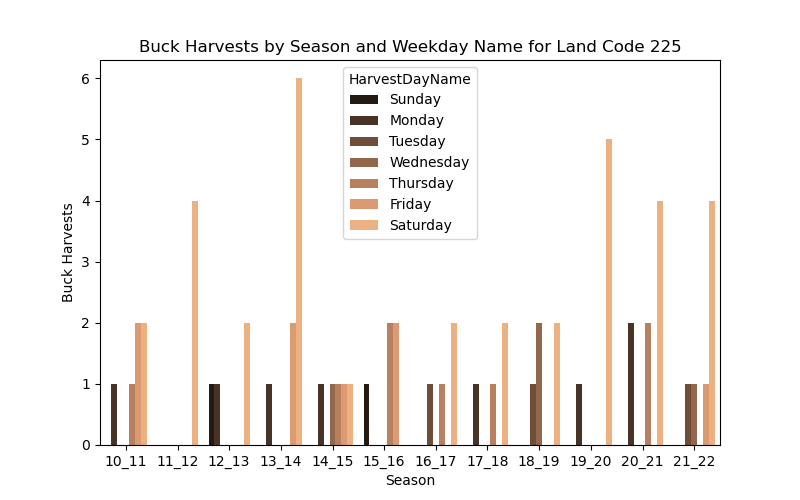 Buck Harvests by Season and Weekday Name for Land Code 225
HarvestDayName
Sunday
Monday
Tuesday
Wednesday
Thursday
Friday
Saturday
Buck Harvests
6
5
4
3
2
1
0
10_11 11_12 12_13 13_14 14_15 15_16 16_17 17_18 18_19 19_20 20_21 21_22
Season